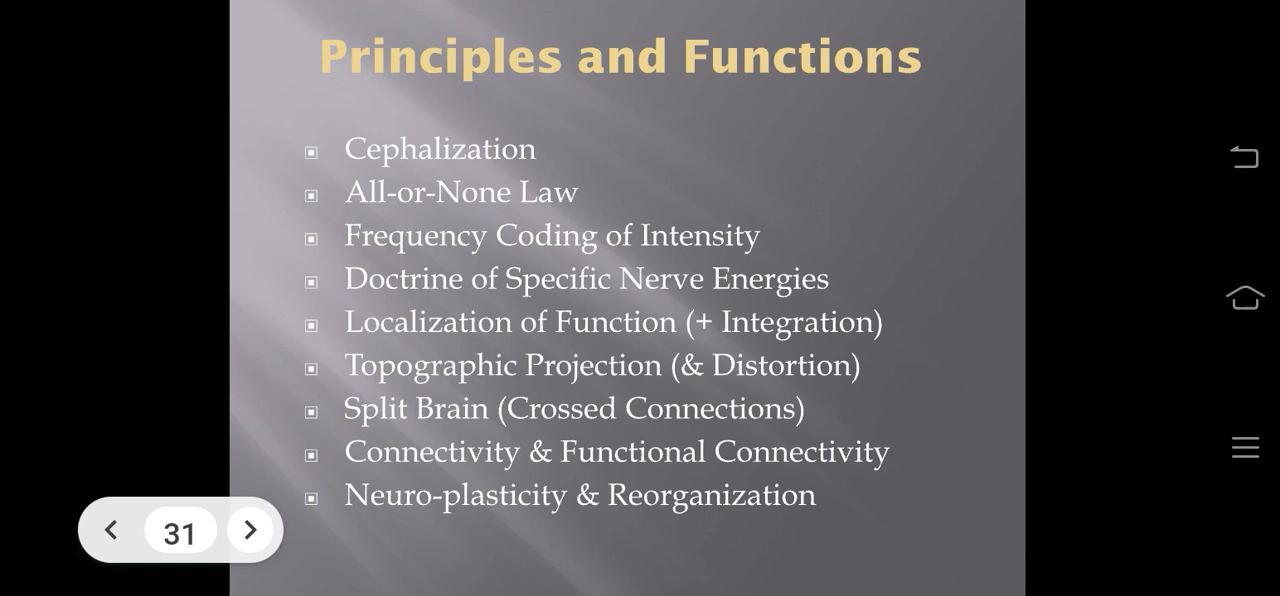 Principles and Functions
Cephalization
All-or-None Law
Frequency Coding of Intensity
Doctrine of Specific Nerve Energies
Localization of Function (+ Integration)
Topographic Projection (& Distortion)
Split Brain (Crossed Connections)
Connectivity & Functional Connectivity
Neuro-plasticity & Reorganization
31